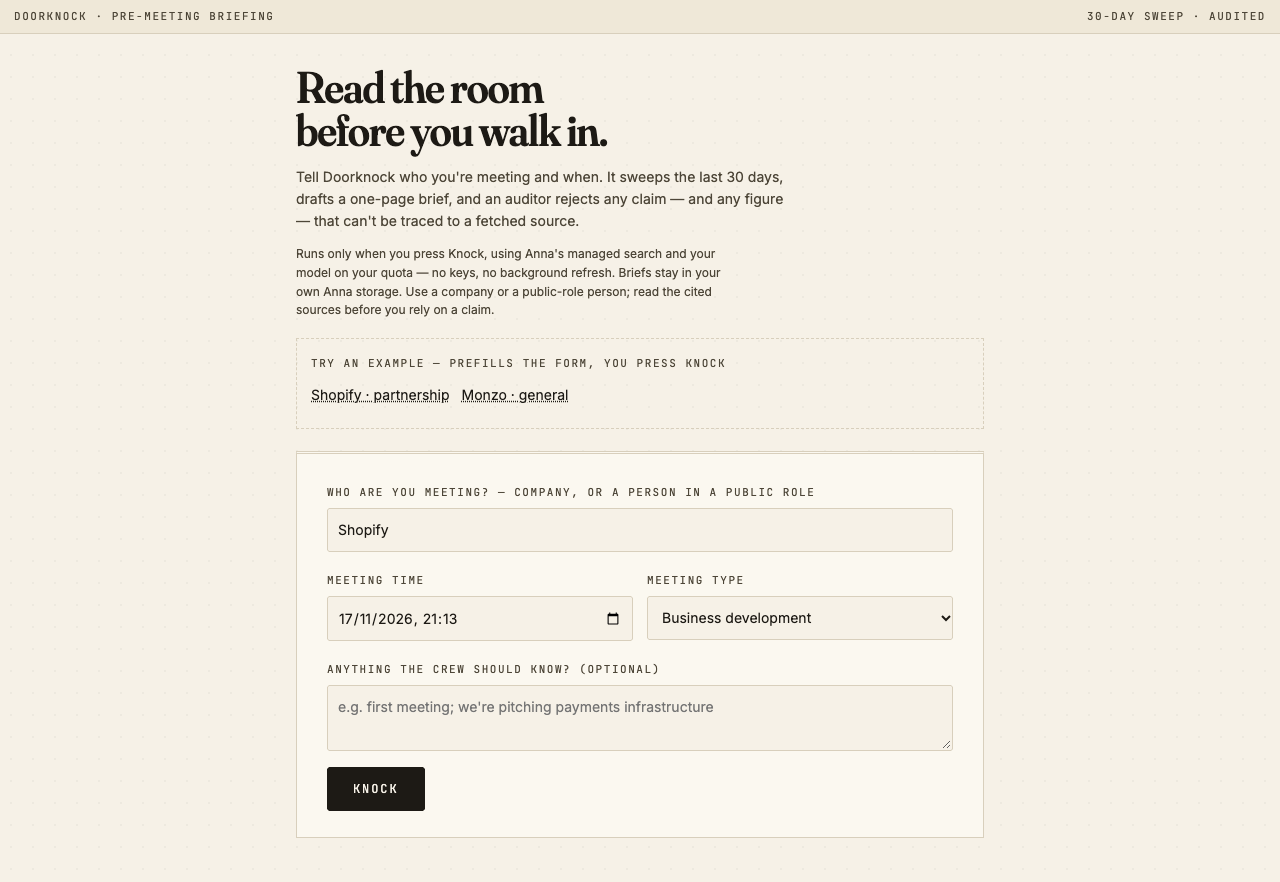 DOORKNOCK · PRE-MEETING BRIEFING
30-DAY SWEEP · AUDITED
Read the room
before you walk in.
Tell Doorknock who you're meeting and when. It sweeps the last 30 days,
drafts a one-page brief, and an auditor rejects any claim — and any figure
— that can't be traced to a fetched source.
Runs only when you press Knock, using Anna's managed search and your
model on your quota — no keys, no background refresh. Briefs stay in your
own Anna storage. Use a company or a public-role person; read the cited
sources before you rely on a claim.
TRY AN EXAMPLE — PREFILLS THE FORM, YOU PRESS KNOCK
Shopify · partnership Monzo · general
WHO ARE YOU MEETING? — COMPANY, OR A PERSON IN A PUBLIC ROLE
Shopify
MEETING TIME
MEETING TYPE
17/11/2026, 21:13
Business development
ANYTHING THE CREW SHOULD KNOW? (OPTIONAL)
e.g. first meeting; we're pitching payments infrastructure
KNOCK